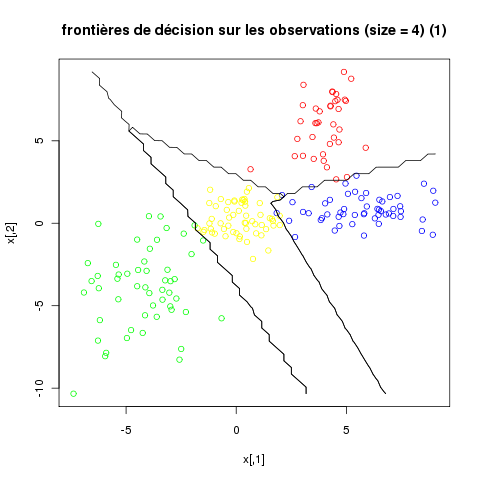 frontières de décision sur les observations (size = 4) (1)
5
0
-5
-10
x[,2]
-5
0
5
x[,1]